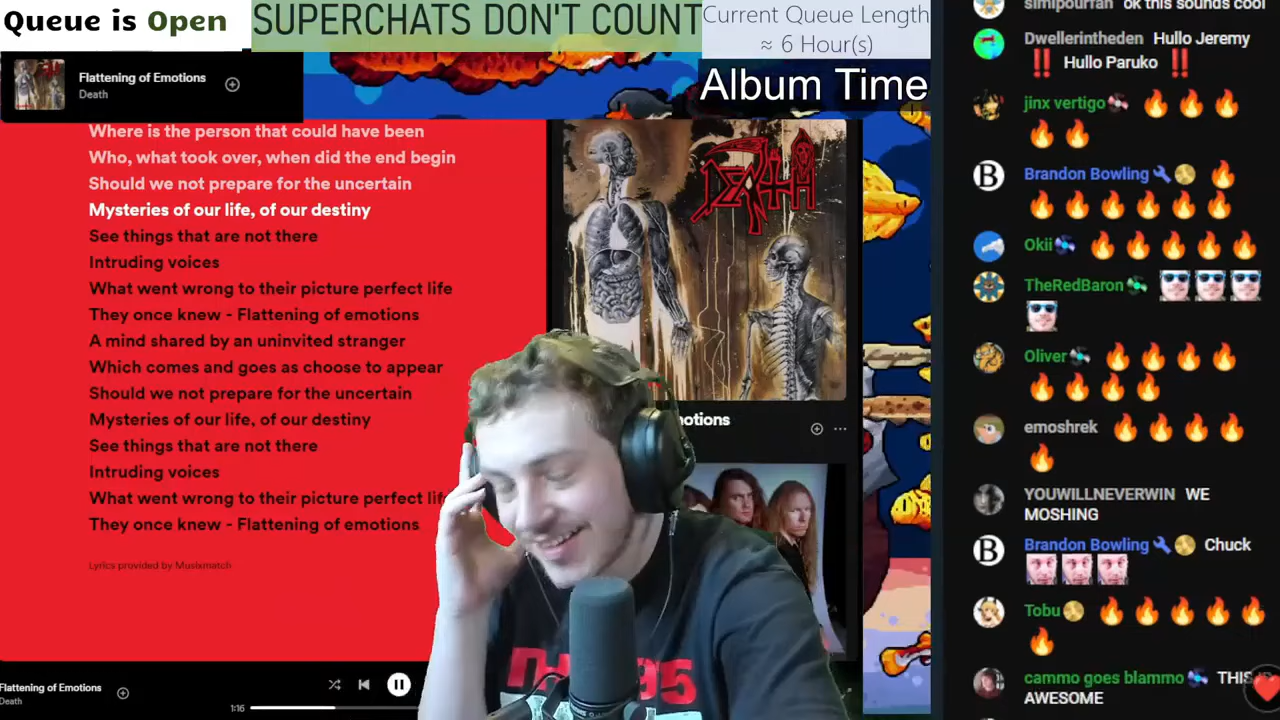 Queue is Open
SUPERCHATS DON'T COUNT
Current Queue Length
≈ 6 Hour(s)
Album Time
Flattening of Emotions
Death
Where is the person that could have been
Who, what took over, when did the end begin
Should we not prepare for the uncertain
Mysteries of our life, of our destiny
See things that are not there
Intruding voices
What went wrong to their picture perfect life
They once knew - Flattening of emotions
A mind shared by an uninvited stranger
Which comes and goes as choose to appear
Should we not prepare for the uncertain
Mysteries of our life, of our destiny
See things that are not there
Intruding voices
What went wrong to their picture perfect lif
They once knew - Flattening of emotions
Lyrics provided by Musixmatch
DEATH
otions
Flattening of Emotions
Death
1:16
simipourfan ok this sounds cool
Dwellerintheden Hullo Jeremy
‼️ Hullo Paruko ‼️
jinx vertigo 🔥 🔥 🔥
🔥 🔥
B Brandon Bowling 🔥
🔥 🔥 🔥 🔥 🔥 🔥
Okii 🔥 🔥 🔥 🔥 🔥
TheRedBaron
Oliver 🔥 🔥 🔥 🔥
🔥 🔥 🔥 🔥
emoshrek 🔥 🔥 🔥 🔥
🔥
YOUWILLNEVERWIN WE
MOSHING
B Brandon Bowling Chuck
Tobu 🔥 🔥 🔥 🔥 🔥
🔥
cammo goes blammo THIS
AWESOME